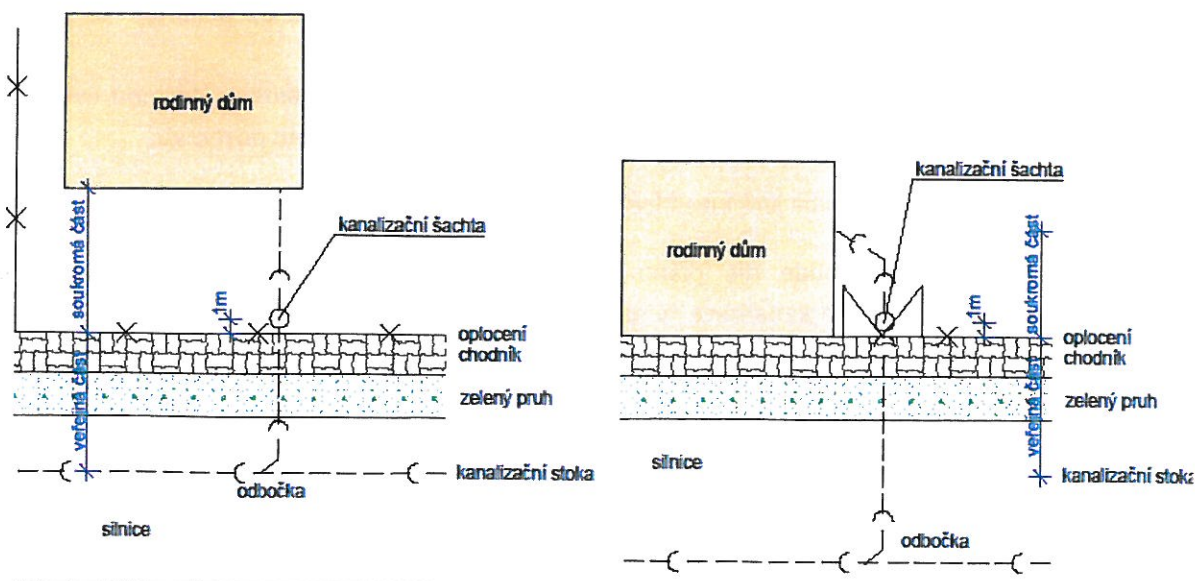 rodinný dům
soukromá část
kanalizační šachta
1m
oplocení
chodník
veřejná část
zelený pruh
kanalizační stoka
odbočka
silnice
kanalizační šachta
rodinný dům
soukromá část
1m
oplocení
chodník
veřejná část
zelený pruh
silnice
kanalizační stoka
odbočka